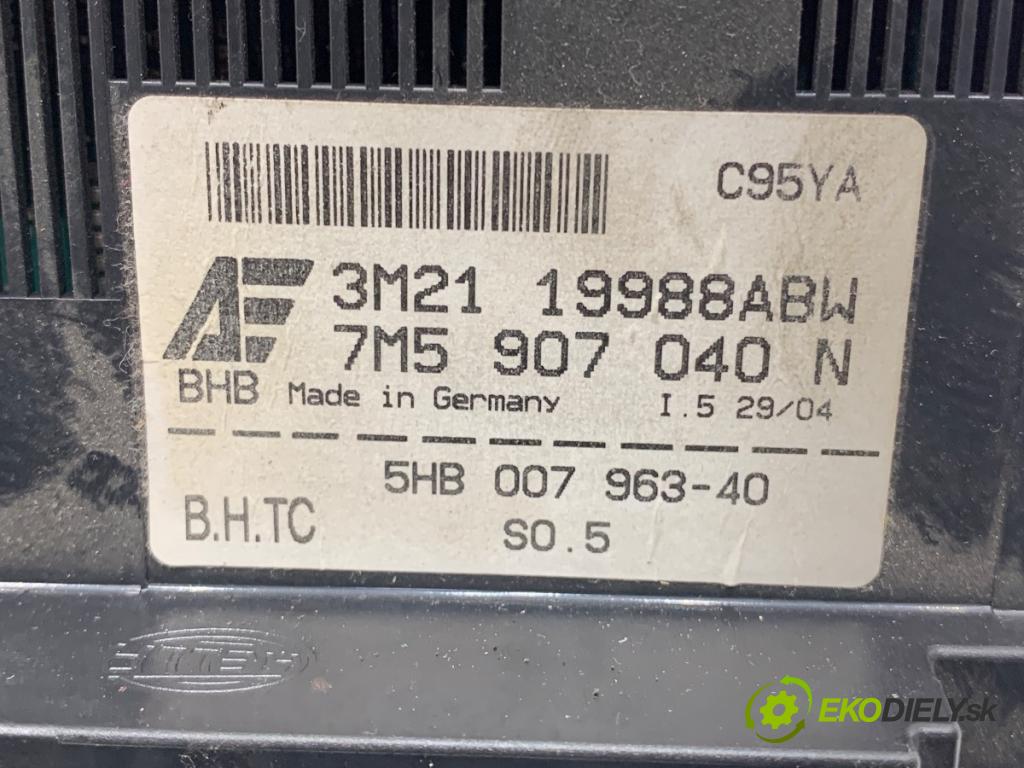 C95YA
AF 3M21 19988ABW
7M5 907 040 N
BHB Made in Germany I.5 29/04
5HB 007 963-40
B.H.TC S0.5
EKODIELY.sk